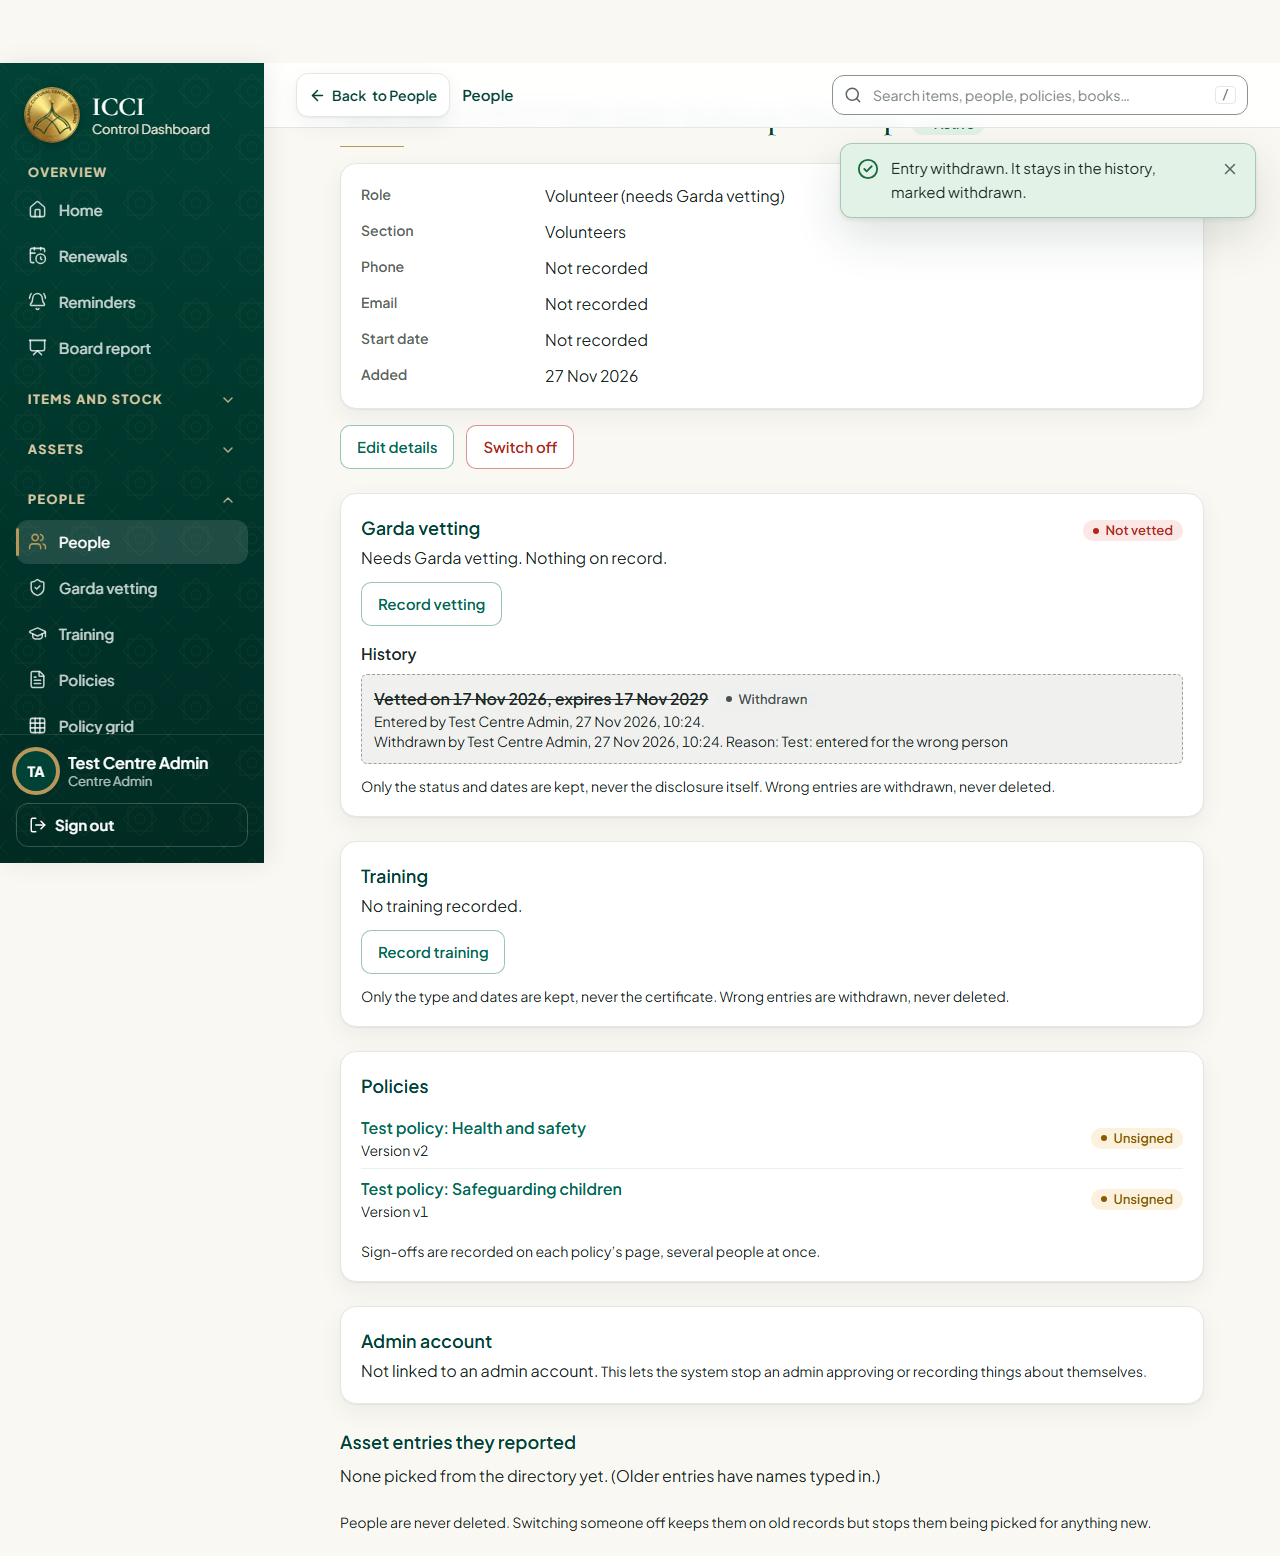 ICCI
Control Dashboard
OVERVIEW
Home
Renewals
Reminders
Board report
ITEMS AND STOCK
ASSETS
PEOPLE
People
Garda vetting
Training
Policies
Policy grid
TA
Test Centre Admin
Centre Admin
Sign out
Back to People
People
Search items, people, policies, books…
/
Entry withdrawn. It stays in the history,
marked withdrawn.
Role
Volunteer (needs Garda vetting)
Section
Volunteers
Phone
Not recorded
Email
Not recorded
Start date
Not recorded
Added
27 Nov 2026
Edit details
Switch off
Garda vetting
Not vetted
Needs Garda vetting. Nothing on record.
Record vetting
History
Vetted on 17 Nov 2026, expires 17 Nov 2029
Withdrawn
Entered by Test Centre Admin, 27 Nov 2026, 10:24.
Withdrawn by Test Centre Admin, 27 Nov 2026, 10:24. Reason: Test: entered for the wrong person
Only the status and dates are kept, never the disclosure itself. Wrong entries are withdrawn, never deleted.
Training
No training recorded.
Record training
Only the type and dates are kept, never the certificate. Wrong entries are withdrawn, never deleted.
Policies
Test policy: Health and safety
Version v2
Unsigned
Test policy: Safeguarding children
Version v1
Unsigned
Sign-offs are recorded on each policy’s page, several people at once.
Admin account
Not linked to an admin account. This lets the system stop an admin approving or recording things about themselves.
Asset entries they reported
None picked from the directory yet. (Older entries have names typed in.)
People are never deleted. Switching someone off keeps them on old records but stops them being picked for anything new.